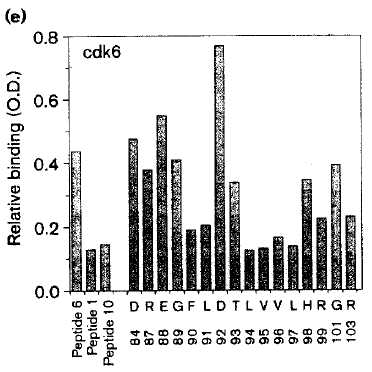 (e)
cdk6
Relative binding (O.D.)
0.8
0.6
0.4
0.2
0.0
Peptide 6
Peptide 1
Peptide 10
D R E G F L D T L V V L H R G R
84 87 88 89 90 91 92 93 94 95 96 97 98 99 101 103